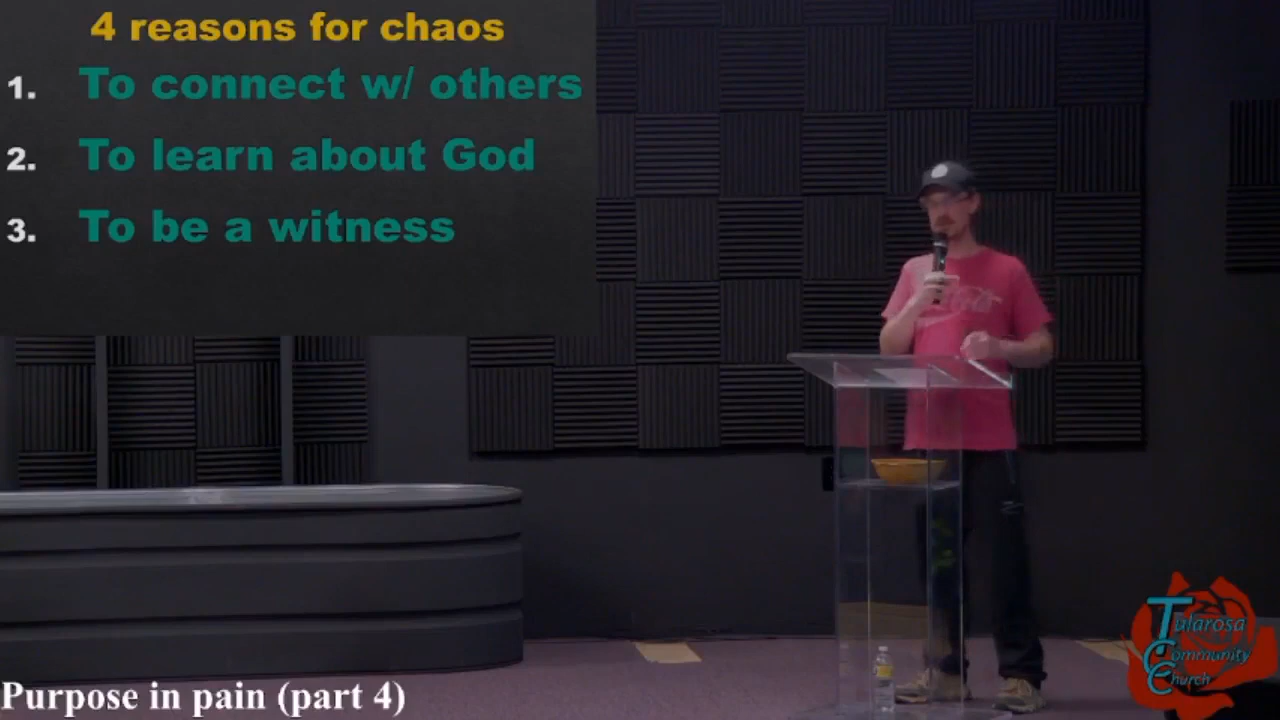 4 reasons for chaos
1. To connect w/ others
2. To learn about God
3. To be a witness
Tularosa
Community
Church
Purpose in pain (part 4)